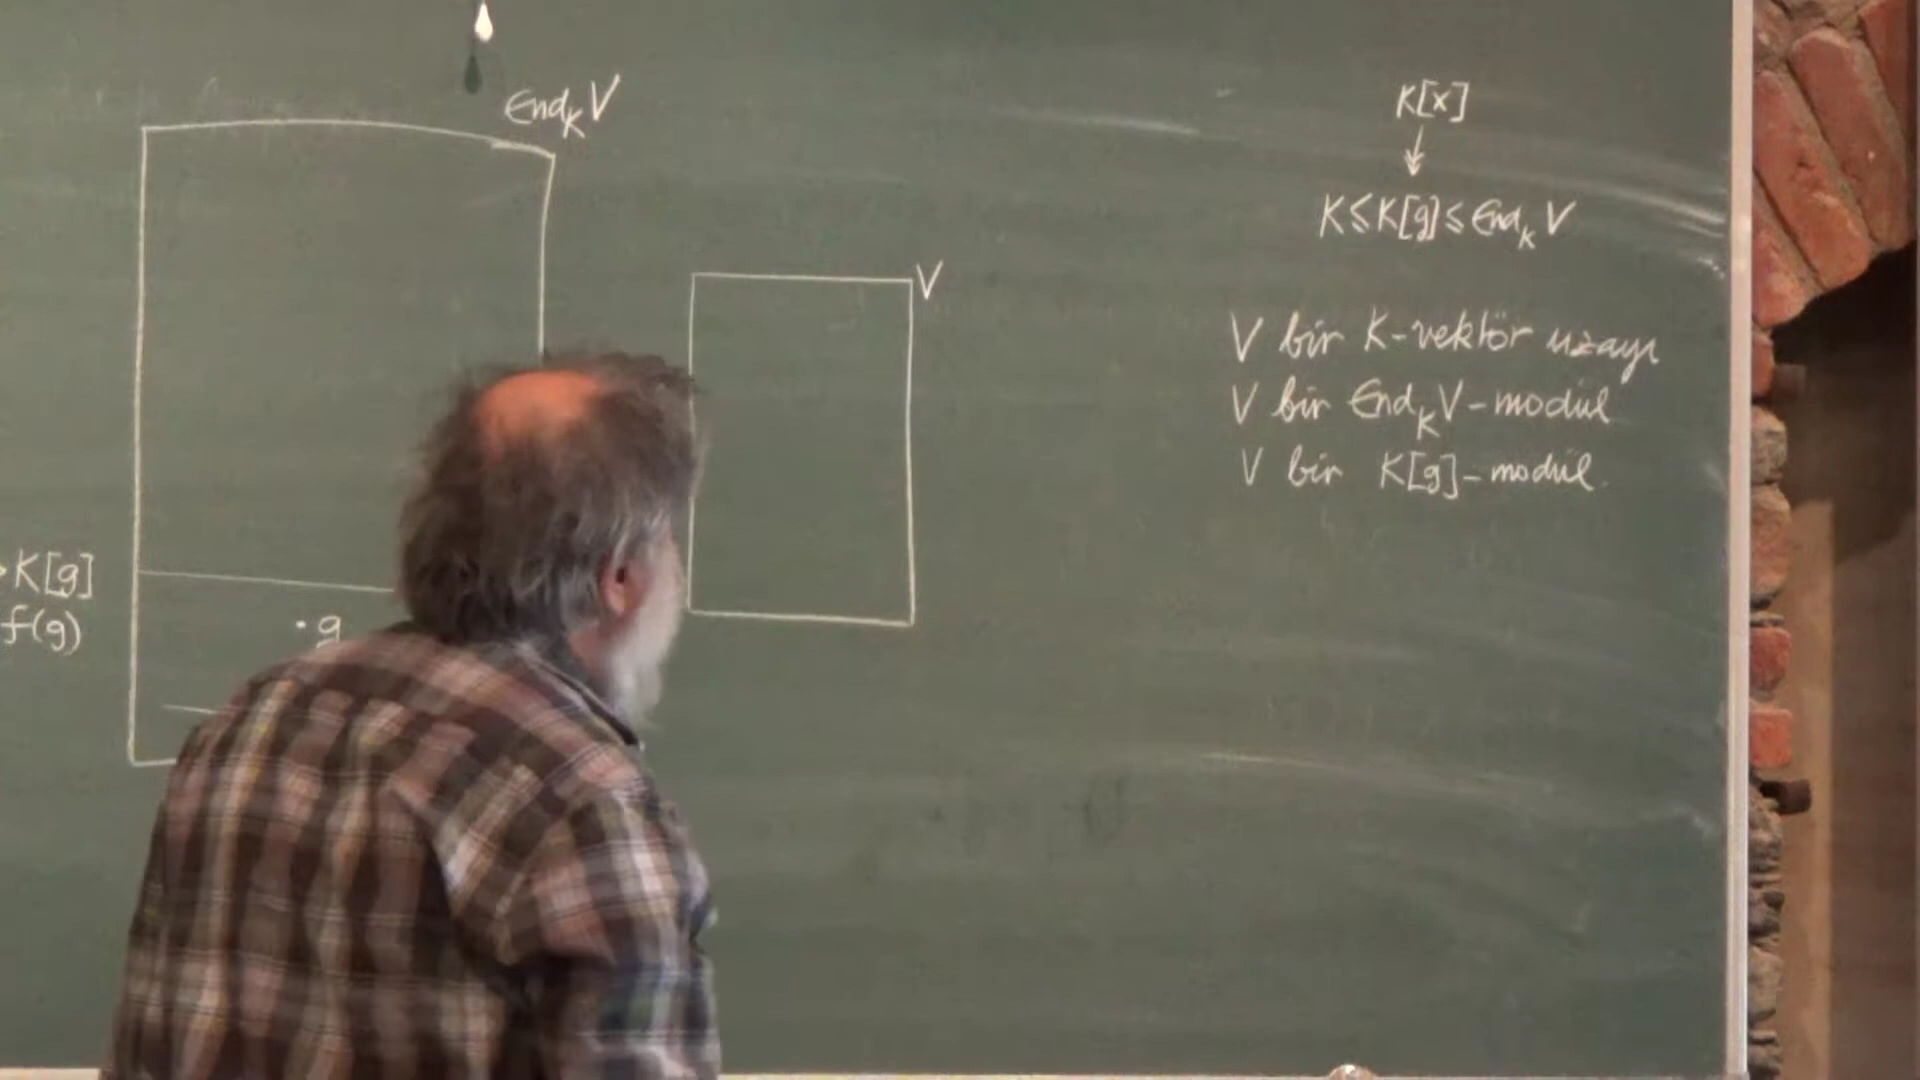 End_K V
V
K[g]
f(g)
· g
K[x]
K ≤ K[g] ≤ End_K V
V bir K-vektör uzayı
V bir End_K V-modül
V bir K[g]-modül.